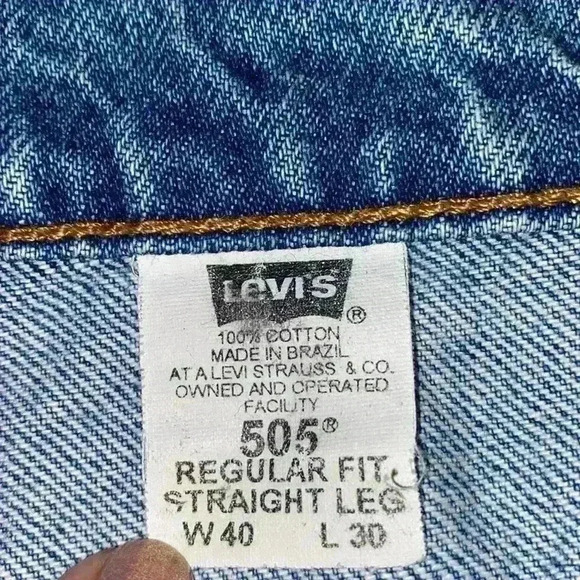 LEVI'S ®
100% COTTON
MADE IN BRAZIL
AT A LEVI STRAUSS & CO.
OWNED AND OPERATED
FACILITY
505®
REGULAR FIT
STRAIGHT LEG
W 40 L 30